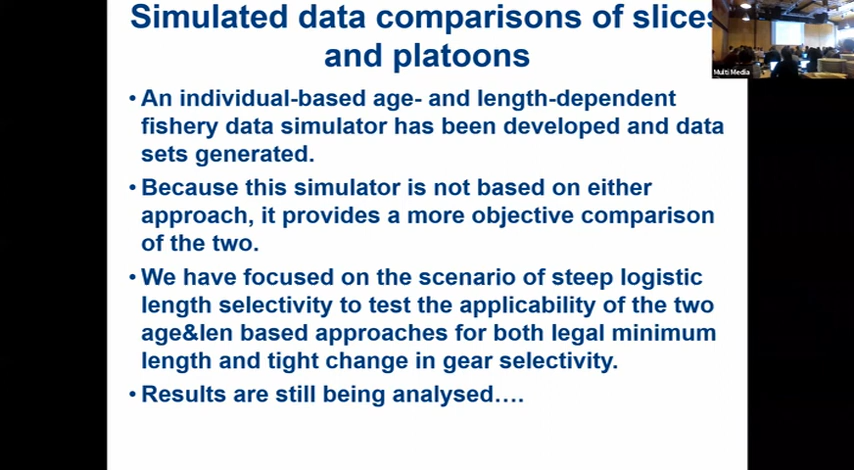 Simulated data comparisons of slices
and platoons
Multi Media
• An individual-based age- and length-dependent
fishery data simulator has been developed and data
sets generated.
• Because this simulator is not based on either
approach, it provides a more objective comparison
of the two.
• We have focused on the scenario of steep logistic
length selectivity to test the applicability of the two
age&len based approaches for both legal minimum
length and tight change in gear selectivity.
• Results are still being analysed….